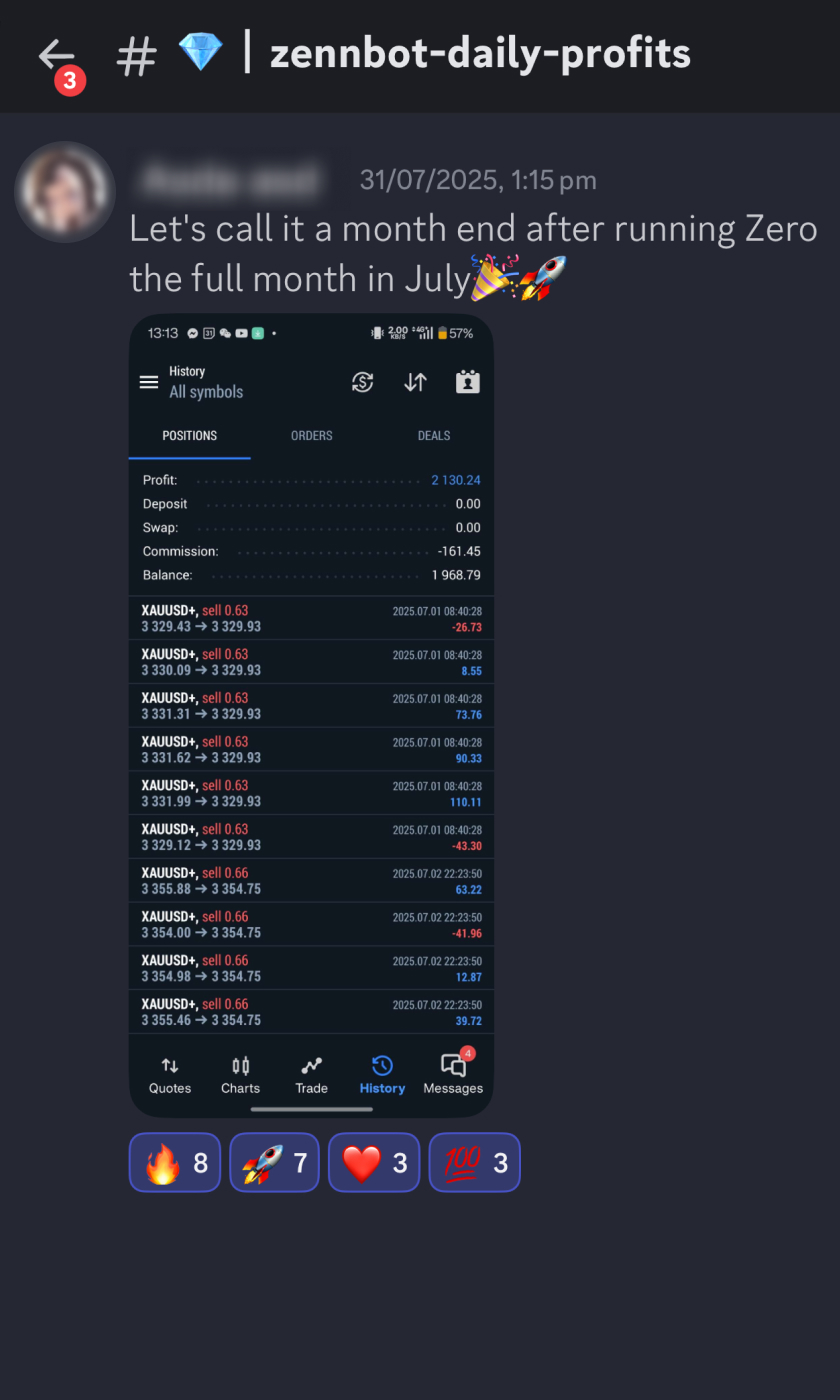 3
# 💎 | zennbot-daily-profits
31/07/2025, 1:15 pm
Let's call it a month end after running Zero
the full month in July🎉🚀
13:13 31 2.00 KB/S 4G 57%
History
All symbols
POSITIONS ORDERS DEALS
Profit: 2 130.24
Deposit 0.00
Swap: 0.00
Commission: -161.45
Balance: 1 968.79
XAUUSD+, sell 0.63 2025.07.01 08:40:28
3 329.43 → 3 329.93 -26.73
XAUUSD+, sell 0.63 2025.07.01 08:40:28
3 330.09 → 3 329.93 8.55
XAUUSD+, sell 0.63 2025.07.01 08:40:28
3 331.31 → 3 329.93 73.76
XAUUSD+, sell 0.63 2025.07.01 08:40:28
3 331.62 → 3 329.93 90.33
XAUUSD+, sell 0.63 2025.07.01 08:40:28
3 331.99 → 3 329.93 110.11
XAUUSD+, sell 0.63 2025.07.01 08:40:28
3 329.12 → 3 329.93 -43.30
XAUUSD+, sell 0.66 2025.07.02 22:23:50
3 355.88 → 3 354.75 63.22
XAUUSD+, sell 0.66 2025.07.02 22:23:50
3 354.00 → 3 354.75 -41.96
XAUUSD+, sell 0.66 2025.07.02 22:23:50
3 354.98 → 3 354.75 12.87
XAUUSD+, sell 0.66 2025.07.02 22:23:50
3 355.46 → 3 354.75 39.72
4
Quotes Charts Trade History Messages
🔥 8 🚀 7 ❤️ 3 💯 3